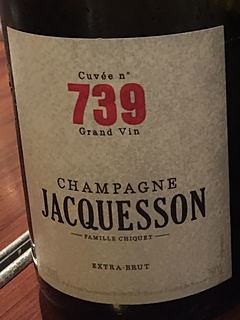 Cuvée n°
739
Grand Vin
CHAMPAGNE
JACQUESSON
FAMILLE CHIQUET
EXTRA-BRUT